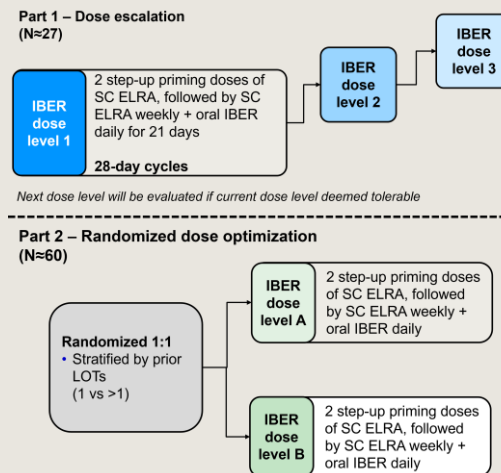 Part 1 – Dose escalation
(N≈27)
IBER
dose
level 1
2 step-up priming doses of
SC ELRA, followed by SC
ELRA weekly + oral IBER
daily for 21 days
28-day cycles
IBER
dose
level 2
IBER
dose
level 3
Next dose level will be evaluated if current dose level deemed tolerable
Part 2 – Randomized dose optimization
(N≈60)
Randomized 1:1
• Stratified by prior
LOTs
(1 vs >1)
IBER
dose
level A
2 step-up priming doses
of SC ELRA, followed
by SC ELRA weekly +
oral IBER daily
IBER
dose
level B
2 step-up priming doses
of SC ELRA, followed
by SC ELRA weekly +
oral IBER daily